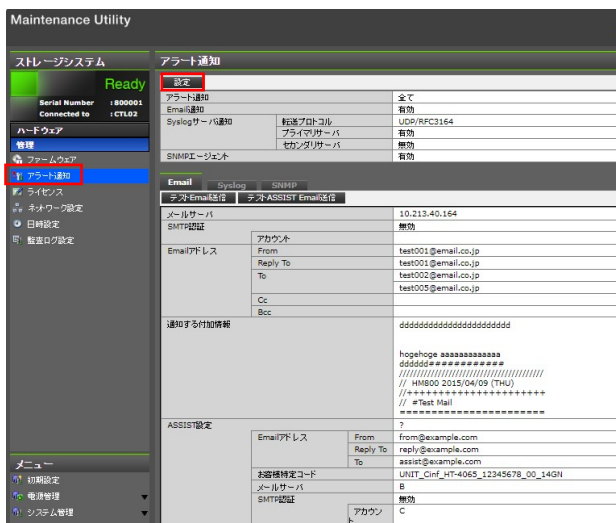 Maintenance Utility
ストレージシステム
Ready
Serial Number : 800001
Connected to : CTL02
ハードウェア
管理
ファームウェア
アラート通知
ライセンス
ネットワーク設定
日時設定
監査ログ設定
メニュー
初期設定
電源管理
システム管理
アラート通知
設定
アラート通知 全て
Email通知 有効
Syslogサーバ通知 転送プロトコル UDP/RFC3164
プライマリサーバ 有効
セカンダリサーバ 無効
SNMPエージェント 有効
Email Syslog SNMP
テストEmail送信 テストASSIST Email送信
メールサーバ 10.213.40.164
SMTP認証 無効
アカウント
Emailアドレス From test001@email.co.jp
Reply To test001@email.co.jp
To test002@email.co.jp
test005@email.co.jp
Cc
Bcc
通知する付加情報 ddddddddddddddddddddddd
hogehoge aaaaaaaaaaaaa
dddddd############
////////////////////////////////////////
// HM800 2015/04/09 (THU)
//++++++++++++++++++++++
// #Test Mail
========================
ASSIST設定 ?
Emailアドレス From from@example.com
Reply To reply@example.com
To assist@example.com
お客様特定コード UNIT_Cinf_HT-4065_12345678_00_14GN
メールサーバ B
SMTP認証 無効
アカウント C